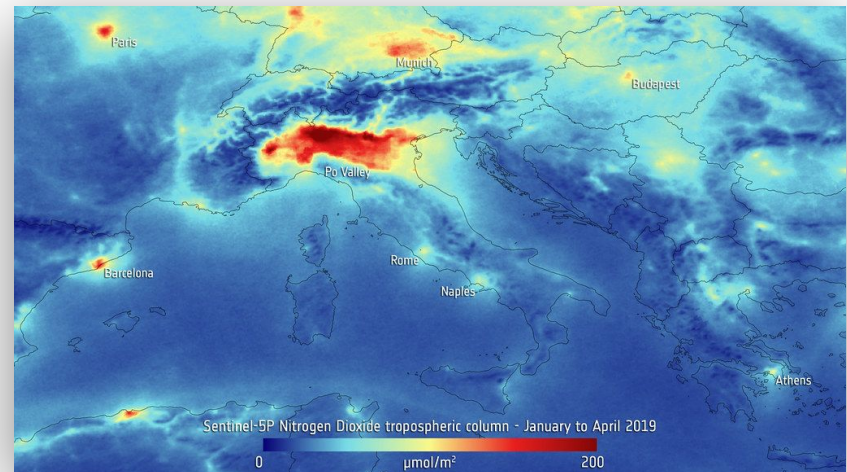 Paris
Munich
Budapest
Po Valley
Rome
Barcelona
Naples
Athens
Sentinel-5P Nitrogen Dioxide tropospheric column - January to April 2019
0 µmol/m² 200